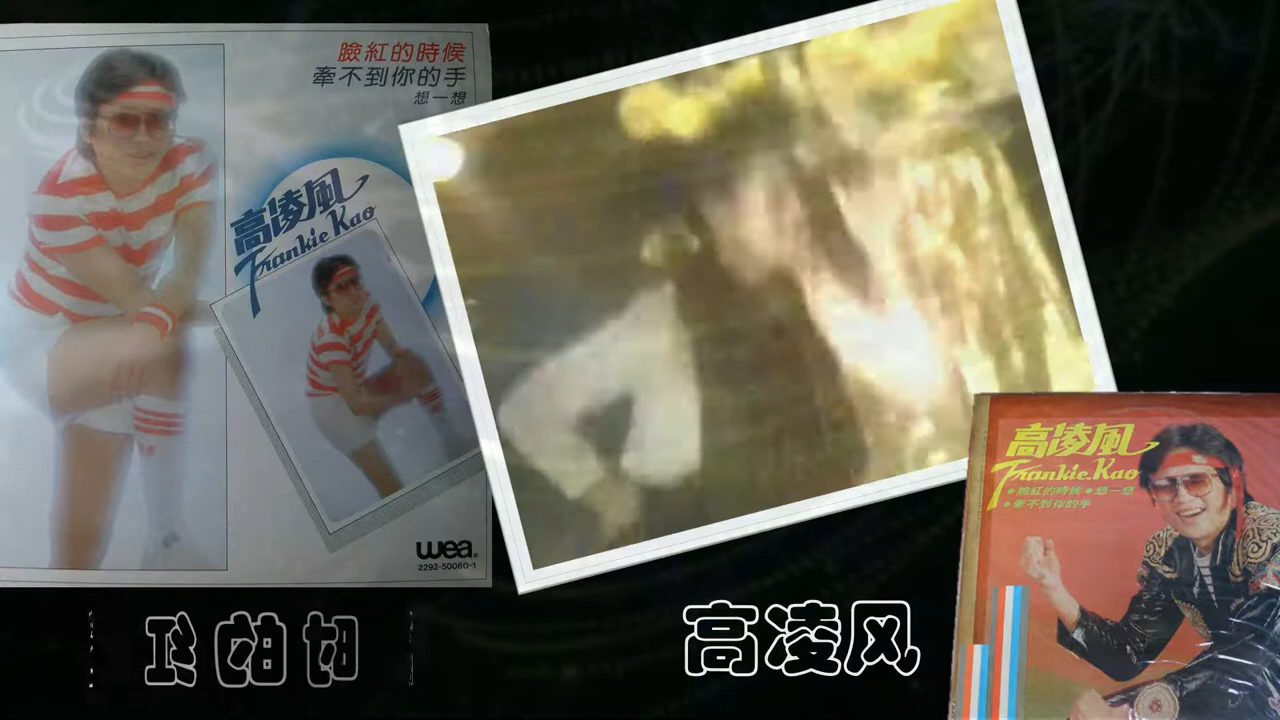 臉紅的時候
牽不到你的手
想一想
高凌風
Frankie Kao
wea
2292-50060-1
高凌风
高凌風
Frankie Kao
•臉紅的時候•想一想
•牽不到你的手